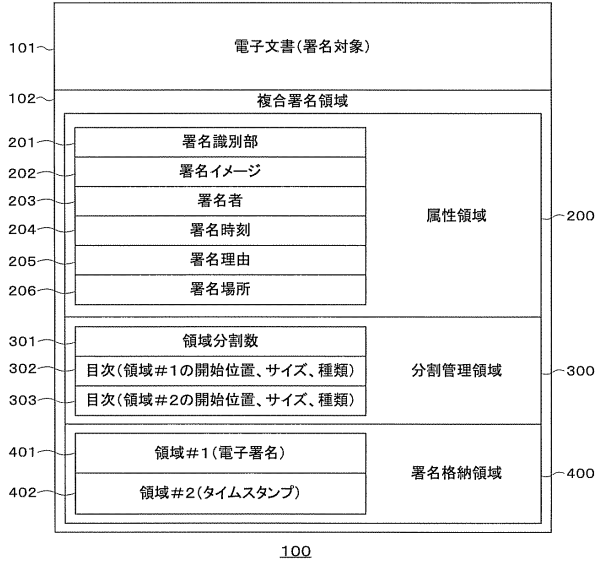 101
電子文書(署名対象)
102
複合署名領域
201
署名識別部
202
署名イメージ
203
署名者
204
署名時刻
205
署名理由
206
署名場所
属性領域
200
301
領域分割数
302
目次(領域#1の開始位置、サイズ、種類)
303
目次(領域#2の開始位置、サイズ、種類)
分割管理領域
300
401
領域#1(電子署名)
402
領域#2(タイムスタンプ)
署名格納領域
400
100